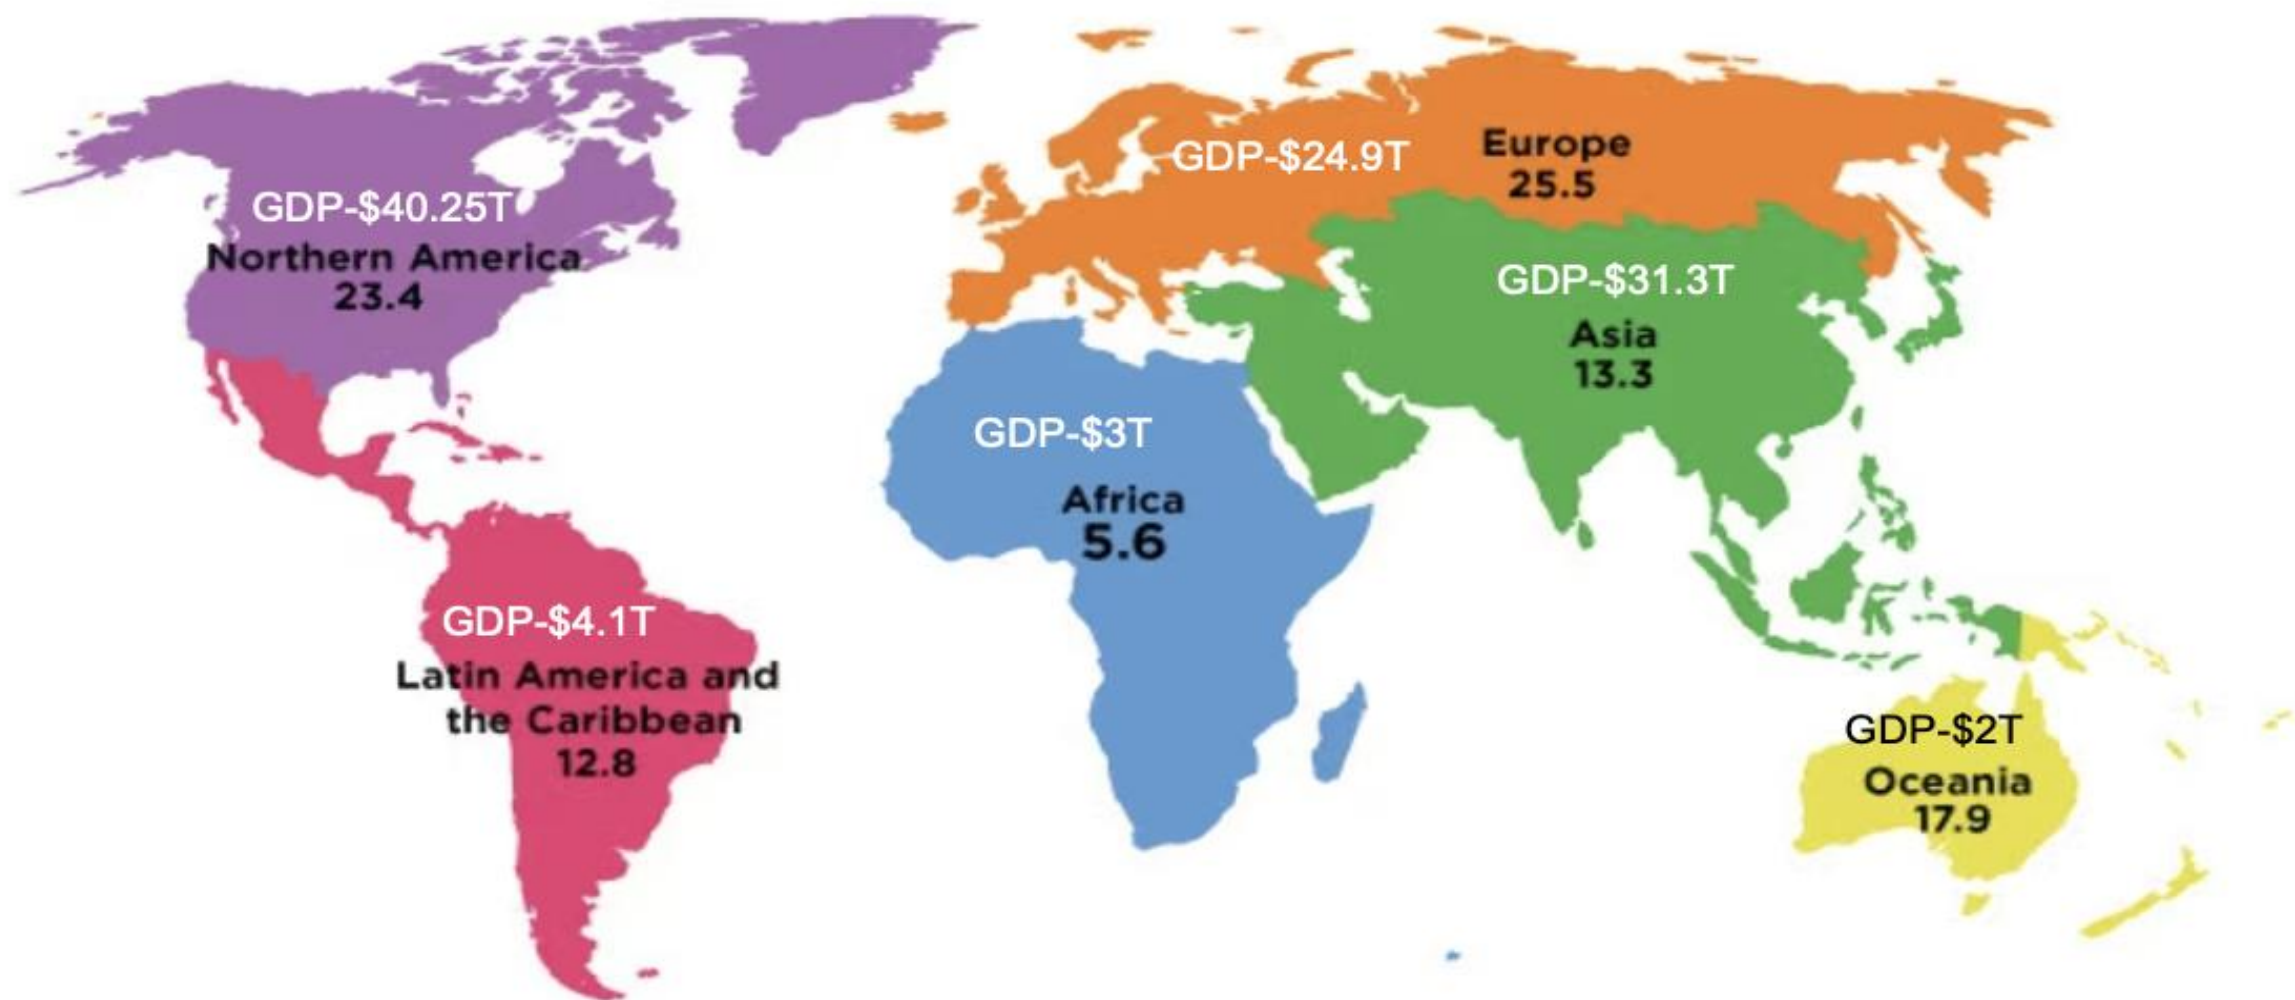 GDP-$40.25T
Northern America
23.4
GDP-$24.9T
Europe
25.5
GDP-$31.3T
Asia
13.3
GDP-$3T
Africa
5.6
GDP-$4.1T
Latin America and
the Caribbean
12.8
GDP-$2T
Oceania
17.9